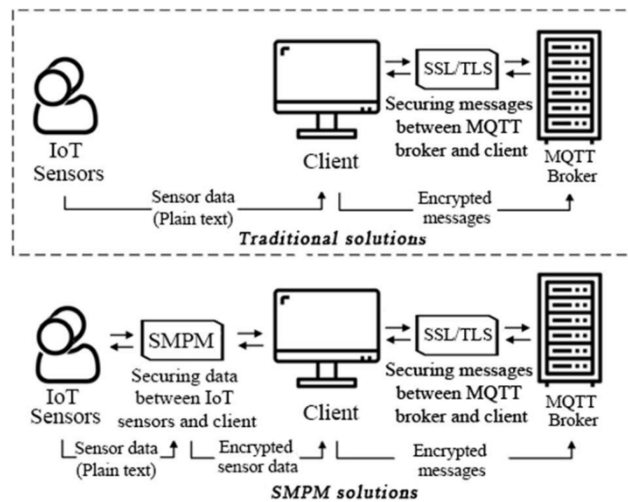 SSL/TLS
Securing messages
between MQTT
broker and client
IoT
Sensors
Client
MQTT
Broker
Sensor data
(Plain text)
Encrypted
messages
Traditional solutions
SMPM
Securing data
between IoT
sensors and client
SSL/TLS
Securing messages
between MQTT
broker and client
IoT
Sensors
Client
MQTT
Broker
Sensor data
(Plain text)
Encrypted
sensor data
Encrypted
messages
SMPM solutions